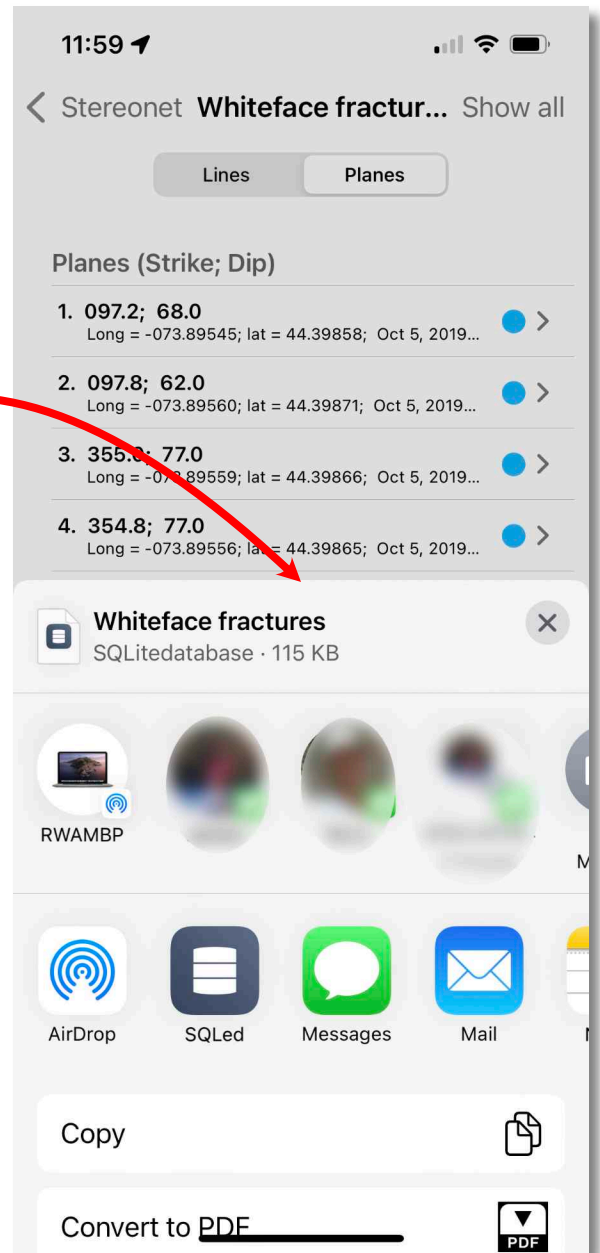 11:59
Stereonet Whiteface fractur... Show all
Lines Planes
Planes (Strike; Dip)
1. 097.2; 68.0
Long = -073.89545; lat = 44.39858; Oct 5, 2019...
2. 097.8; 62.0
Long = -073.89560; lat = 44.39871; Oct 5, 2019...
3. 355.0; 77.0
Long = -073.89559; lat = 44.39866; Oct 5, 2019...
4. 354.8; 77.0
Long = -073.89556; lat = 44.39865; Oct 5, 2019...
Whiteface fractures
SQLitedatabase · 115 KB
RWAMBP
M
AirDrop SQLed Messages Mail
Copy
Convert to PDF
PDF